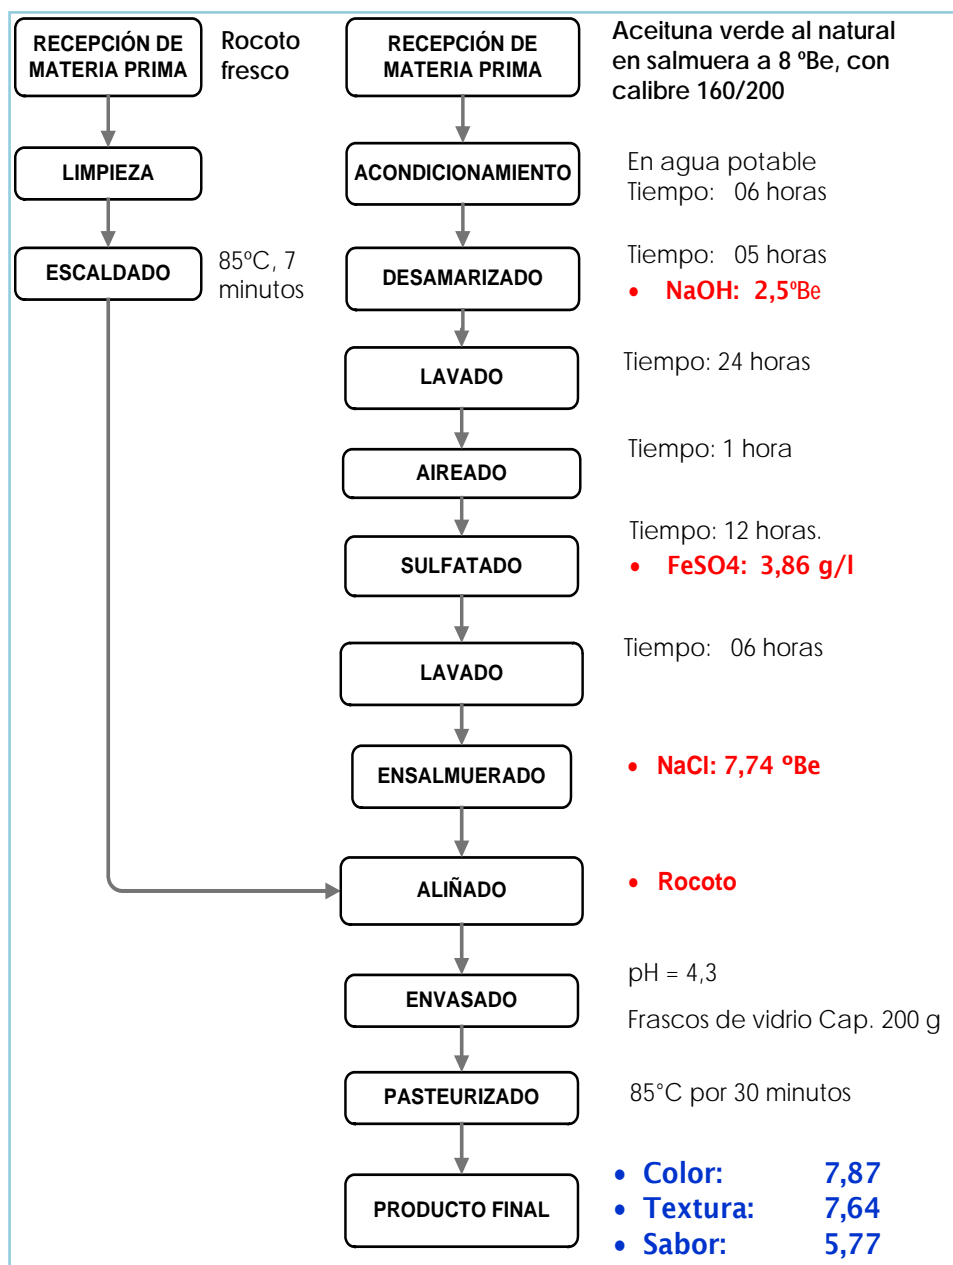 RECEPCIÓN DE
MATERIA PRIMA
Rocoto
fresco
RECEPCIÓN DE
MATERIA PRIMA
Aceituna verde al natural
en salmuera a 8 ºBe, con
calibre 160/200
LIMPIEZA
ACONDICIONAMIENTO
En agua potable
Tiempo: 06 horas
ESCALDADO
85ºC, 7
minutos
DESAMARIZADO
Tiempo: 05 horas
• NaOH: 2,5ºBe
LAVADO
Tiempo: 24 horas
AIREADO
Tiempo: 1 hora
SULFATADO
Tiempo: 12 horas.
• FeSO4: 3,86 g/l
LAVADO
Tiempo: 06 horas
ENSALMUERADO
• NaCl: 7,74 ºBe
ALIÑADO
• Rocoto
ENVASADO
pH = 4,3
Frascos de vidrio Cap. 200 g
PASTEURIZADO
85°C por 30 minutos
PRODUCTO FINAL
• Color: 7,87
• Textura: 7,64
• Sabor: 5,77